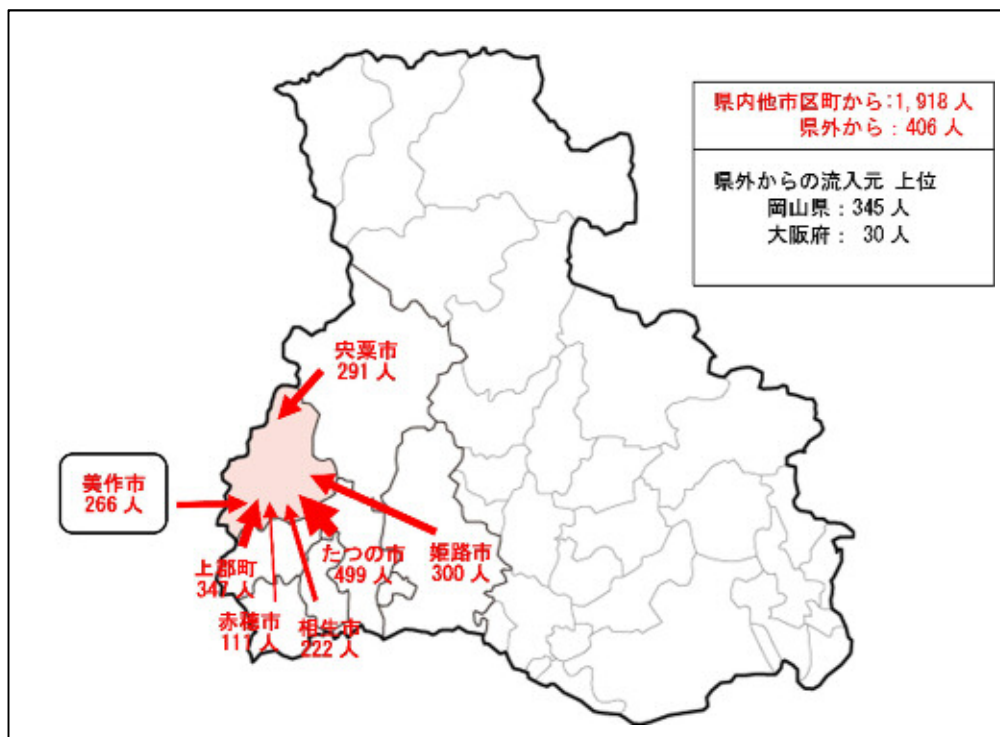 県内他市区町から：1,918 人
県外から：406 人
県外からの流入元 上位
岡山県：345 人
大阪府： 30 人
宍粟市
291 人
美作市
266 人
たつの市
499 人
姫路市
300 人
上郡町
347 人
赤穂市
111 人
相生市
222 人